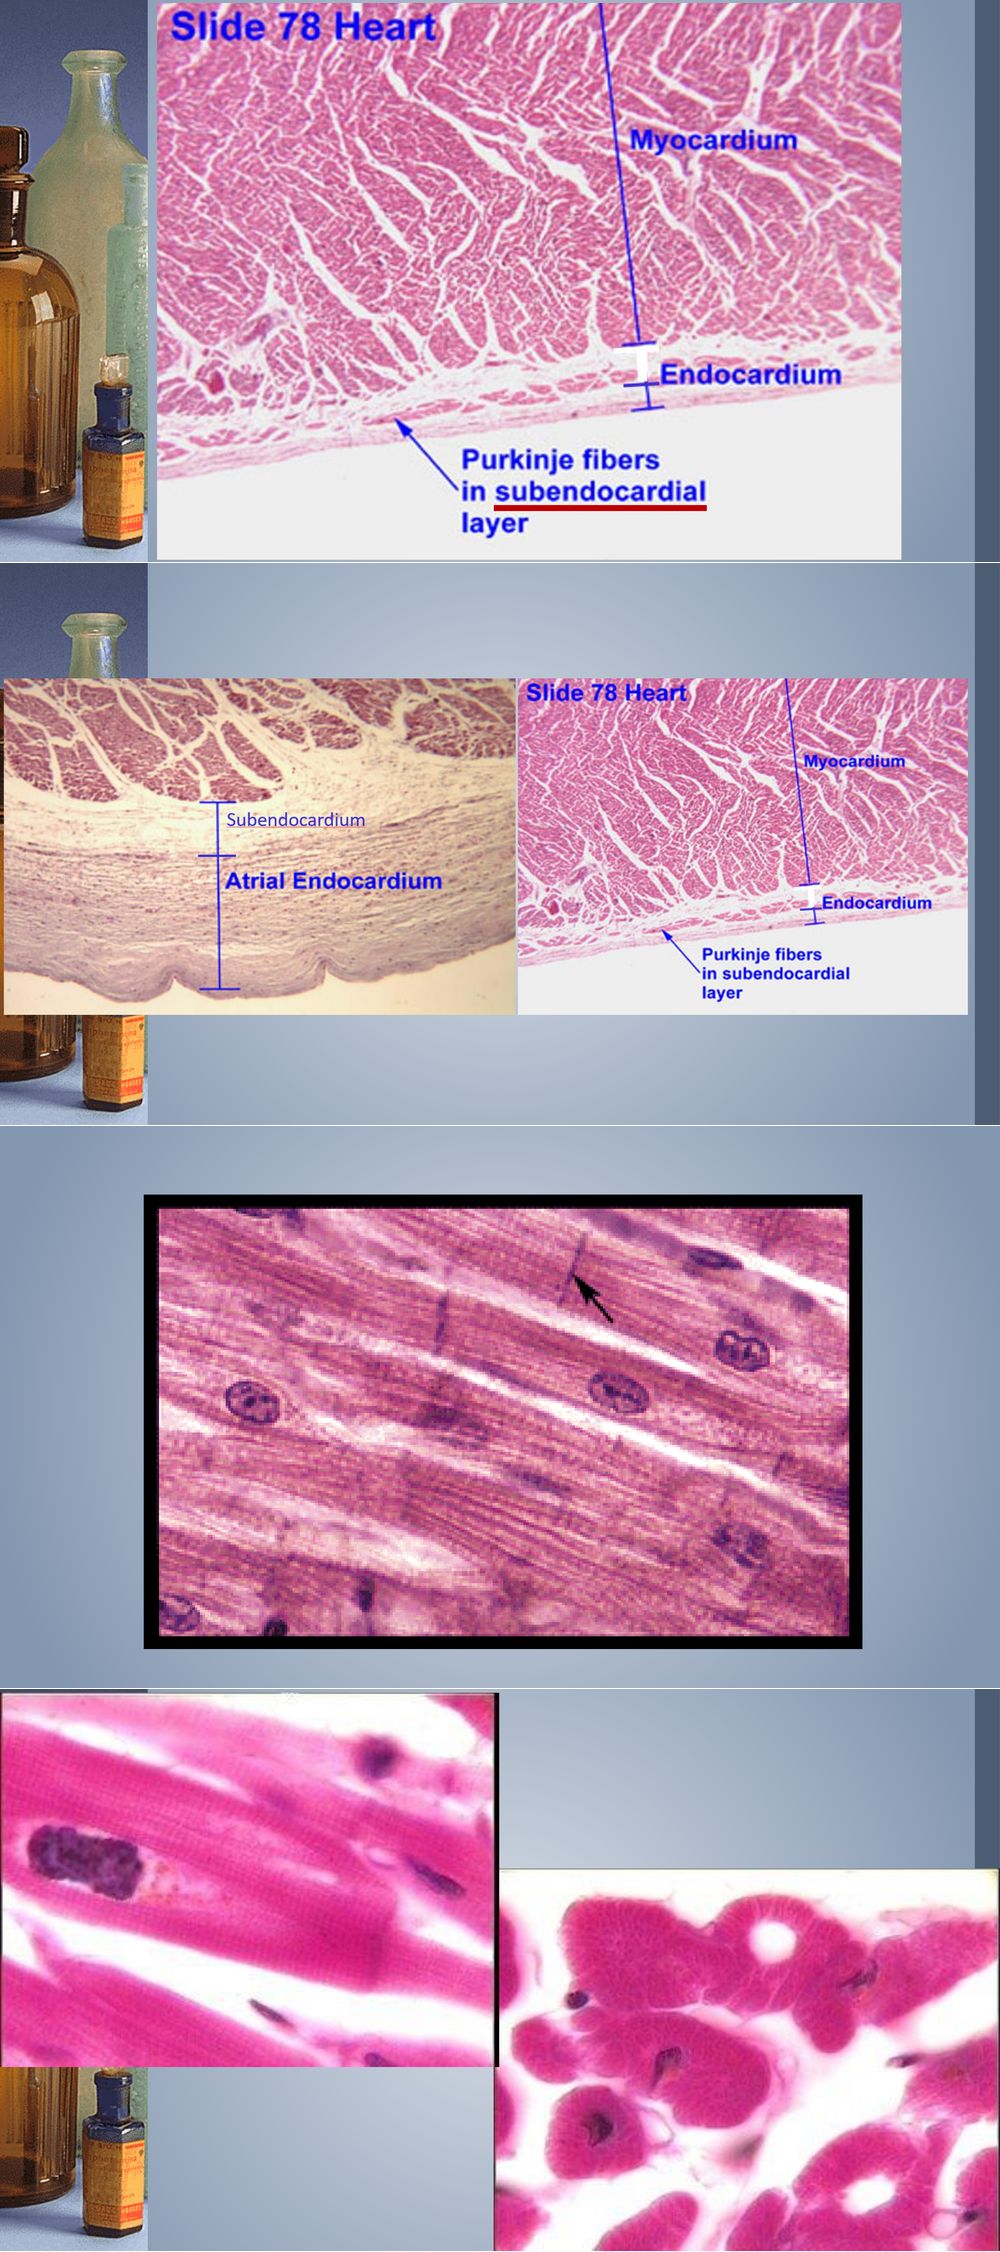 Slide 78 Heart
Myocardium
Endocardium
Purkinje fibers
in subendocardial
layer
Subendocardium
Atrial Endocardium
Slide 78 Heart
Myocardium
Endocardium
Purkinje fibers
in subendocardial
layer